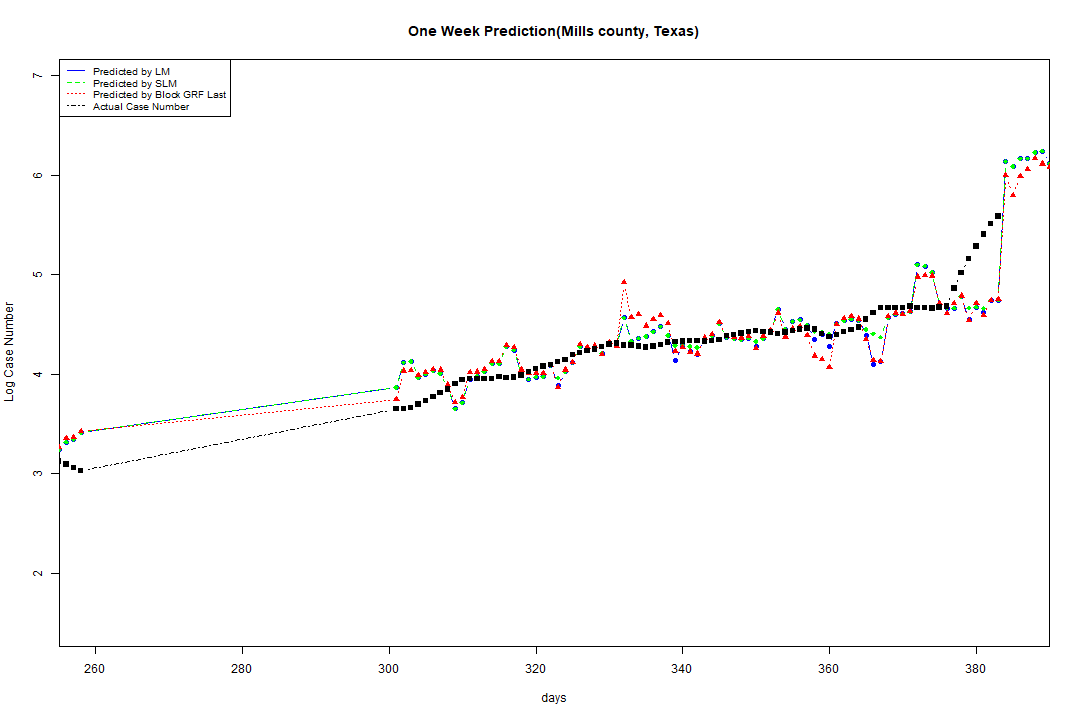 One Week Prediction(Mills county, Texas)
Predicted by LM
Predicted by SLM
Predicted by Block GRF Last
Actual Case Number
7
6
5
4
3
2
Log Case Number
260 280 300 320 340 360 380
days